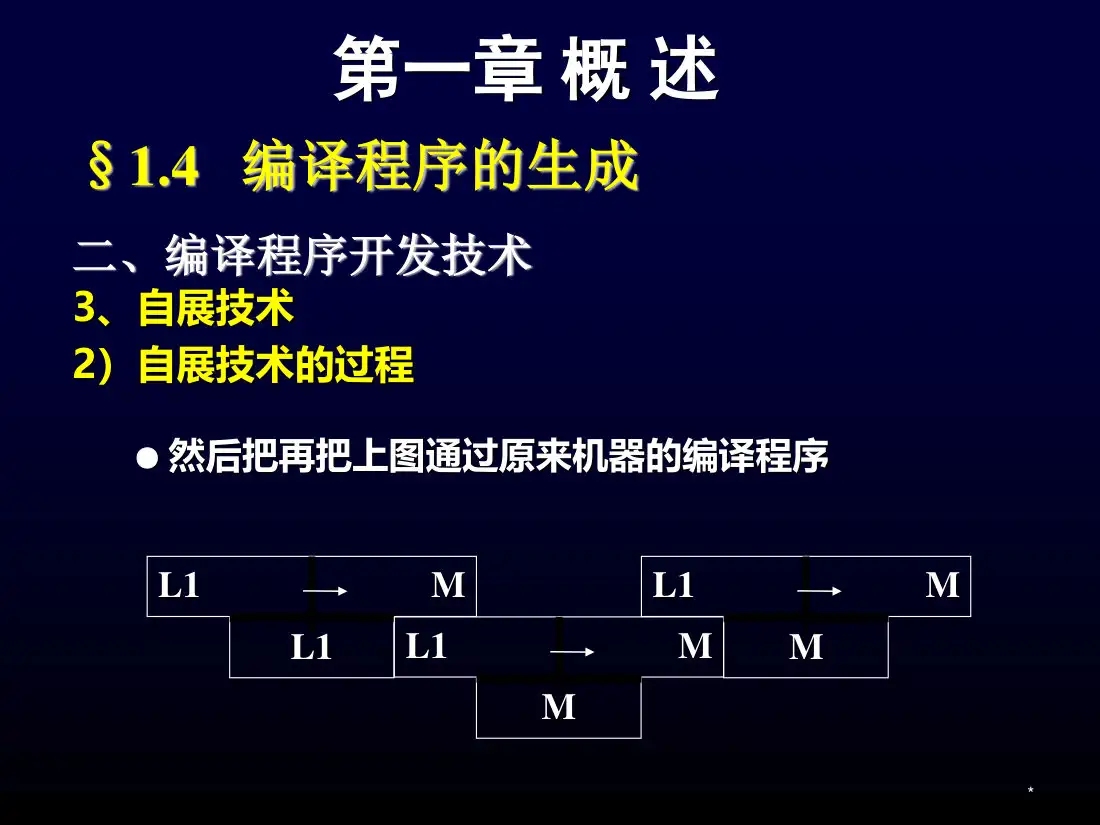 第一章 概 述
§1.4 编译程序的生成
二、编译程序开发技术
3、自展技术
2）自展技术的过程
●然后把再把上图通过原来机器的编译程序
L1 → M L1 → M
L1 L1 → M M
M
*